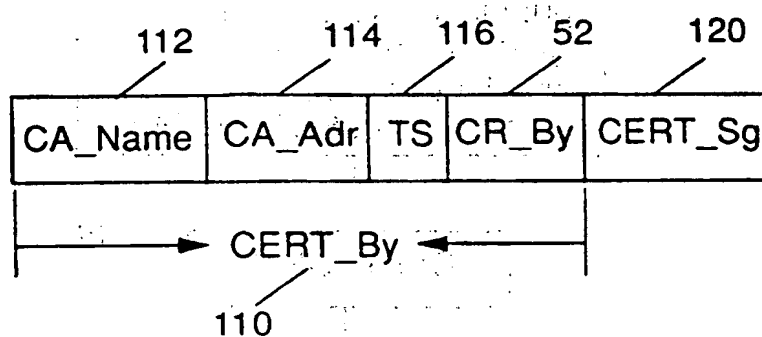 112 114 116 52 120
CA_Name CA_Adr TS CR_By CERT_Sg
CERT_By
110